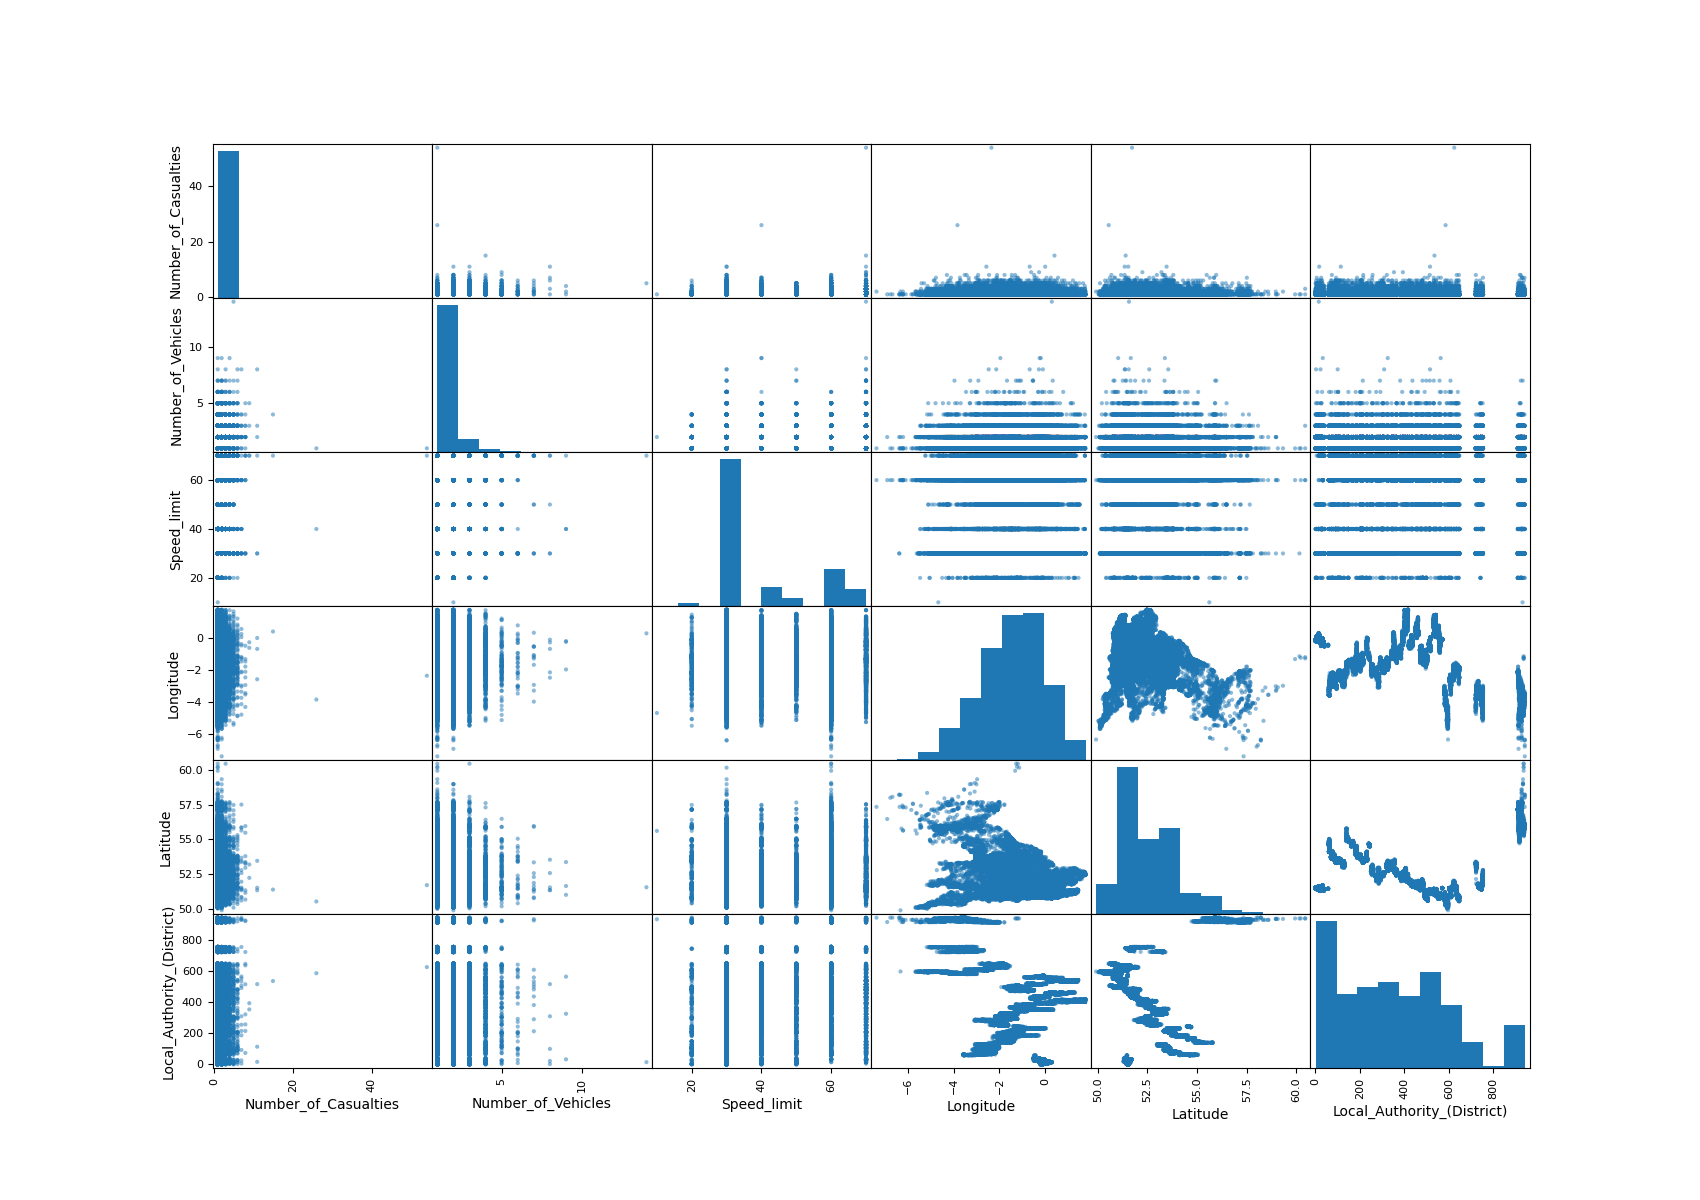 Number_of_Casualties
40
20
0
Number_of_Vehicles
10
5
Speed_limit
60
40
20
Longitude
0
−2
−4
−6
Latitude
60.0
57.5
55.0
52.5
50.0
Local_Authority_(District)
800
600
400
200
0
0 20 40
5 10
20 40 60
−6 −4 −2 0
50.0 52.5 55.0 57.5 60.0
0 200 400 600 800
Number_of_Casualties
Number_of_Vehicles
Speed_limit
Longitude
Latitude
Local_Authority_(District)